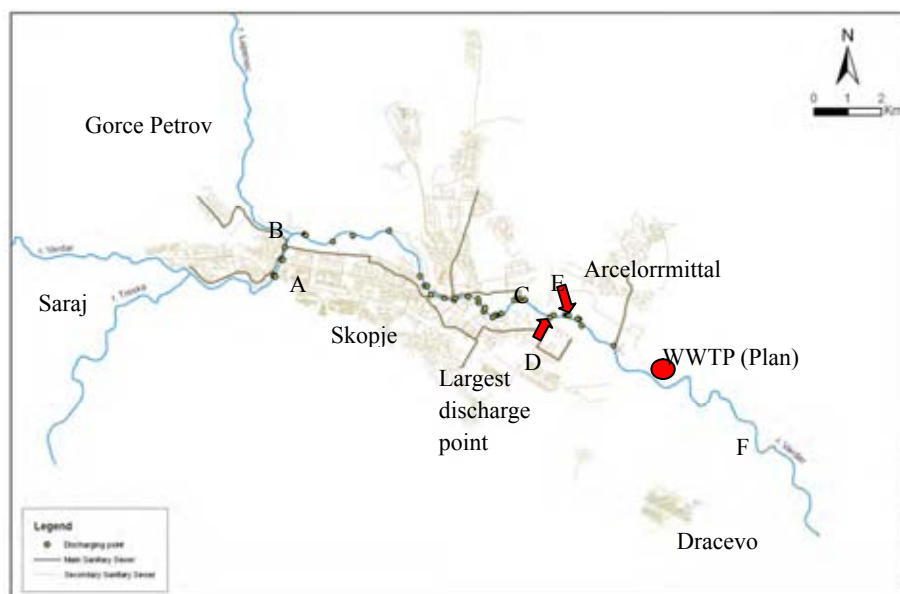 N
0 1 2
Km
r. Lepenec
Gorce Petrov
B
r. Vardar
Arcelorrmittal
E
Saraj
r. Treska
A
C
Skopje
D
WWTP (Plan)
Largest
discharge
point
F
r. Vardar
Dracevo
Legend
Discharging point
Main Sanitary Sewer
Secondary Sanitary Sewer